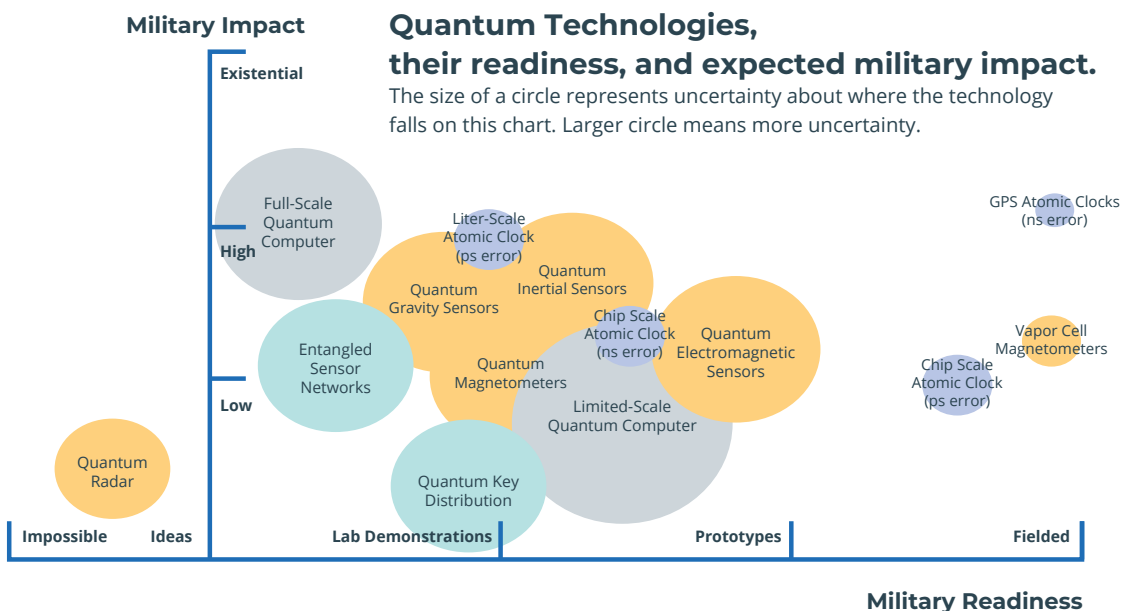 Military Impact
Quantum Technologies,
their readiness, and expected military impact.
The size of a circle represents uncertainty about where the technology
falls on this chart. Larger circle means more uncertainty.
Existential
High
Low
Full-Scale
Quantum
Computer
Liter-Scale
Atomic Clock
(ps error)
GPS Atomic Clocks
(ns error)
Quantum
Gravity Sensors
Quantum
Inertial Sensors
Chip Scale
Atomic Clock
(ns error)
Quantum
Electromagnetic
Sensors
Vapor Cell
Magnetometers
Entangled
Sensor
Networks
Quantum
Magnetometers
Chip Scale
Atomic Clock
(ps error)
Limited-Scale
Quantum Computer
Quantum
Radar
Quantum Key
Distribution
Impossible
Ideas
Lab Demonstrations
Prototypes
Fielded
Military Readiness